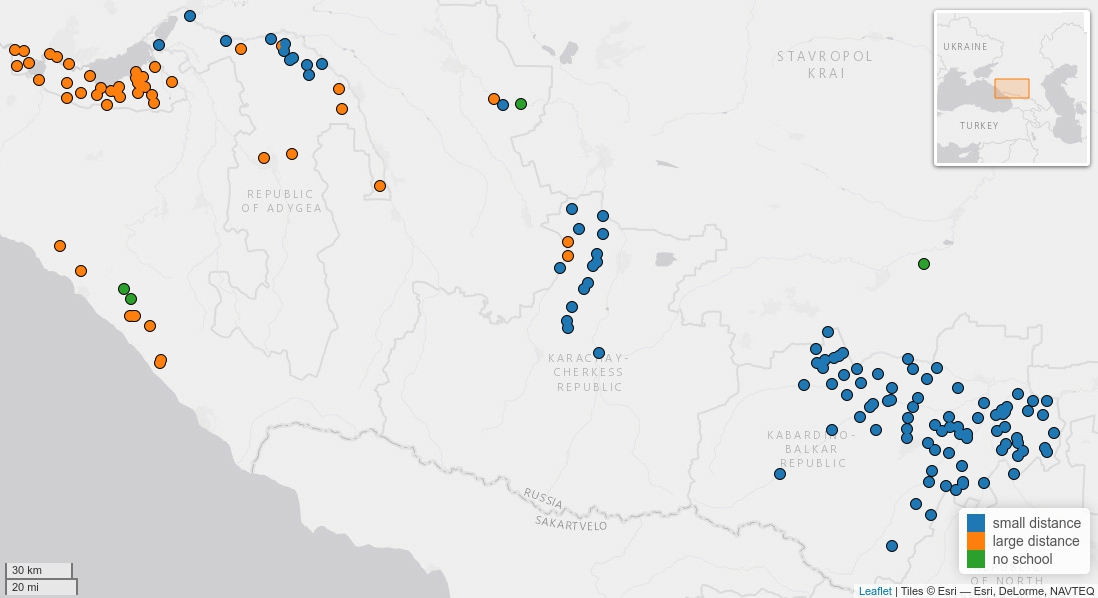 STAVROPOL
KRAI
UKRAINE
TURKEY
REPUBLIC
OF ADYGEA
KARACHAY-
CHERKESS
REPUBLIC
KABARDINO-
BALKAR
REPUBLIC
RUSSIA
SAKARTVELO
small distance
large distance
no school
OF NORTH
30 km
20 mi
Leaflet | Tiles © Esri — Esri, DeLorme, NAVTEQ